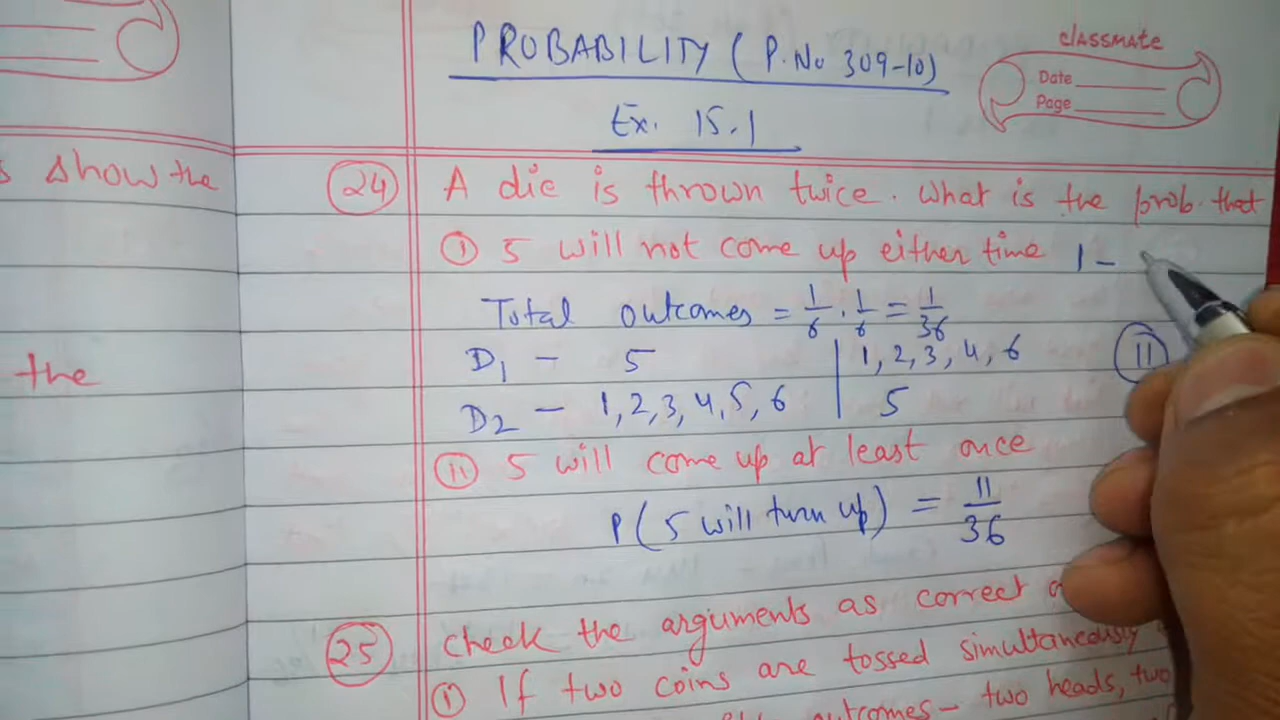 PROBABILITY ( P. No 309-10)
classmate
Date
Page
Ex. 15.1
show the
24 A die is thrown twice. What is the prob. that
i 5 will not come up either time 1 -
Total outcomes = 1/6 . 1/6 = 1/36
D1 - 5 | 1, 2, 3, 4, 6
ii
the
D2 - 1, 2, 3, 4, 5, 6 | 5
ii 5 will come up at least once
P ( 5 will turn up ) = 11/36
25 Check the arguments as correct
i If two coins are tossed simultaneously
outcomes - two heads, two